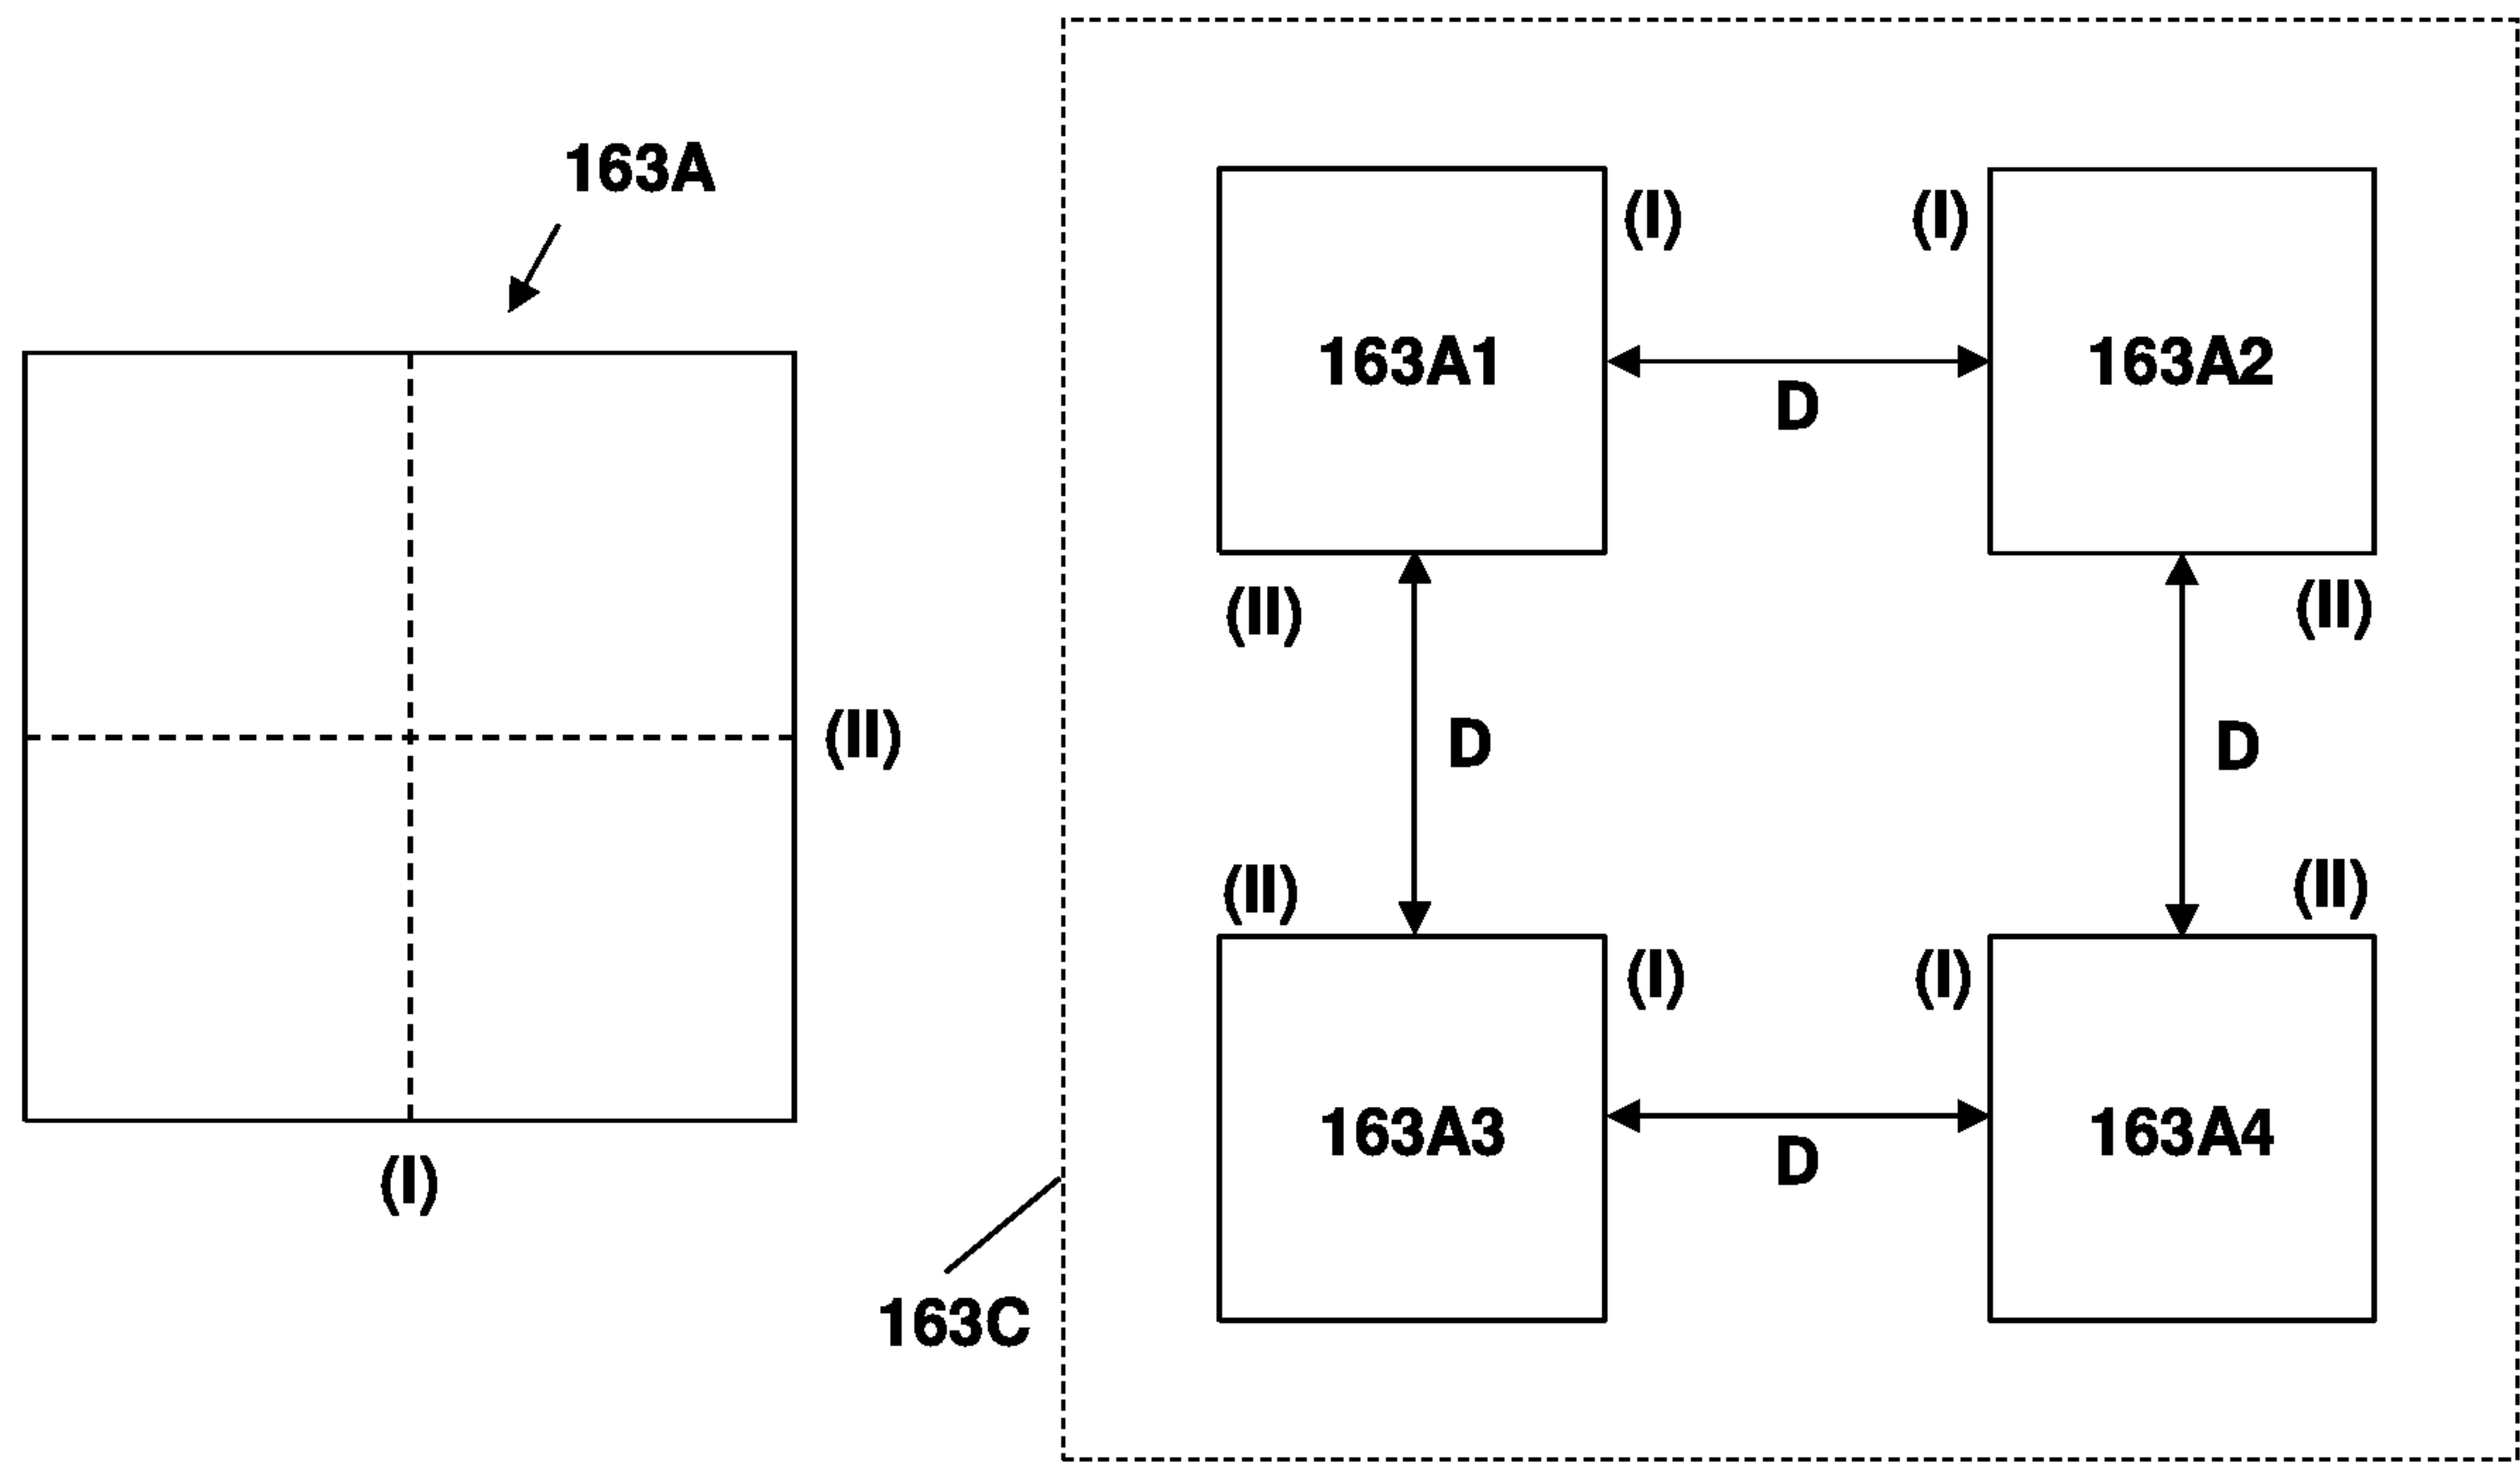 163A
(II)
(I)
163C
(I)
(I)
163A1
163A2
D
(II)
(II)
D
D
(II)
(II)
(I)
(I)
163A3
163A4
D